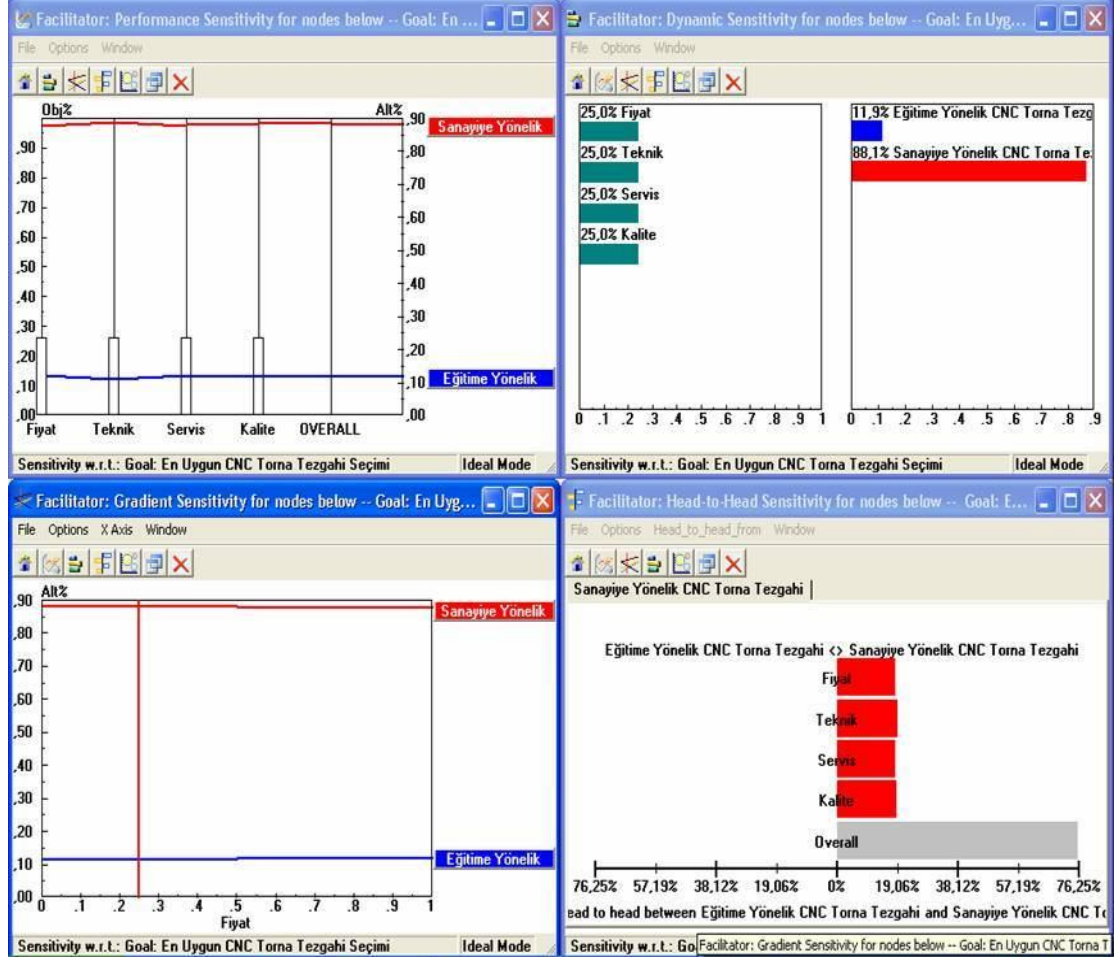 Facilitator: Performance Sensitivity for nodes below -- Goal: En ...
File Options Window
Obj% Alt%
,90 ,80 ,70 ,60 ,50 ,40 ,30 ,20 ,10 ,00
,90 ,80 ,70 ,60 ,50 ,40 ,30 ,20 ,10 ,00
Sanayiye Yönelik
Eğitime Yönelik
Fiyat Teknik Servis Kalite OVERALL
Sensitivity w.r.t.: Goal: En Uygun CNC Torna Tezgahi Seçimi Ideal Mode
Facilitator: Dynamic Sensitivity for nodes below -- Goal: En Uyg...
File Options Window
25,0% Fiyat
25,0% Teknik
25,0% Servis
25,0% Kalite
0 .1 .2 .3 .4 .5 .6 .7 .8 .9 1
11,9% Eğitime Yönelik CNC Torna Tezg
88,1% Sanayiye Yönelik CNC Torna Te
0 .1 .2 .3 .4 .5 .6 .7 .8 .9
Sensitivity w.r.t.: Goal: En Uygun CNC Torna Tezgahi Seçimi Ideal Mode
Facilitator: Gradient Sensitivity for nodes below -- Goal: En Uyg...
File Options X Axis Window
Alt%
,90 ,80 ,70 ,60 ,50 ,40 ,30 ,20 ,10 ,00
Sanayiye Yönelik
Eğitime Yönelik
0 .1 .2 .3 .4 .5 .6 .7 .8 .9 1
Fiyat
Sensitivity w.r.t.: Goal: En Uygun CNC Torna Tezgahi Seçimi Ideal Mode
Facilitator: Head-to-Head Sensitivity for nodes below -- Goal: E...
File Options Head_to_head_from Window
Sanayiye Yönelik CNC Torna Tezgahi
Eğitime Yönelik CNC Torna Tezgahi <> Sanayiye Yönelik CNC Torna Tezgahi
Fiyat
Teknik
Servis
Kalite
Overall
76,25% 57,19% 38,12% 19,06% 0% 19,06% 38,12% 57,19% 76,25%
ead to head between Eğitime Yönelik CNC Torna Tezgahi and Sanayiye Yönelik CNC To
Sensitivity w.r.t.: Go
Facilitator: Gradient Sensitivity for nodes below -- Goal: En Uygun CNC Torna T